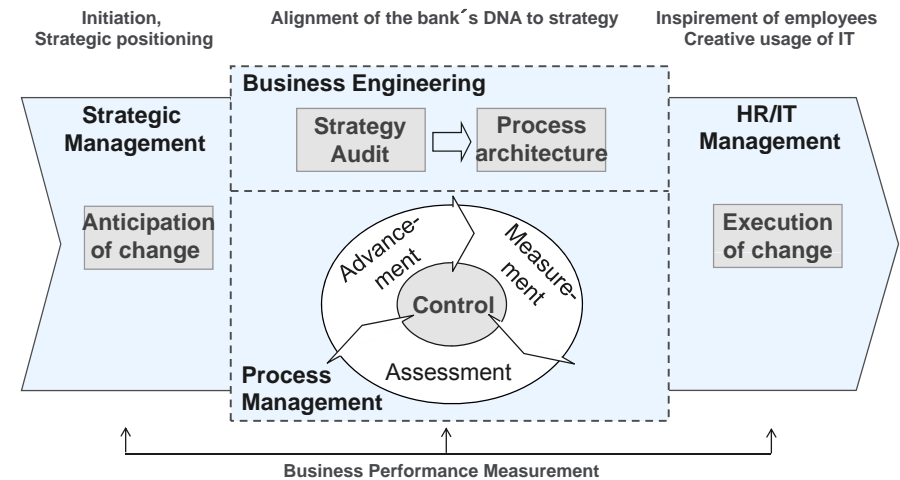 Initiation,
Strategic positioning
Alignment of the bank´s DNA to strategy
Inspirement of employees
Creative usage of IT
Business Engineering
Strategic
Management
Strategy
Audit
Process
architecture
HR/IT
Management
Anticipation
of change
Advance-
ment
Measure-
ment
Control
Assessment
Execution
of change
Process
Management
Business Performance Measurement